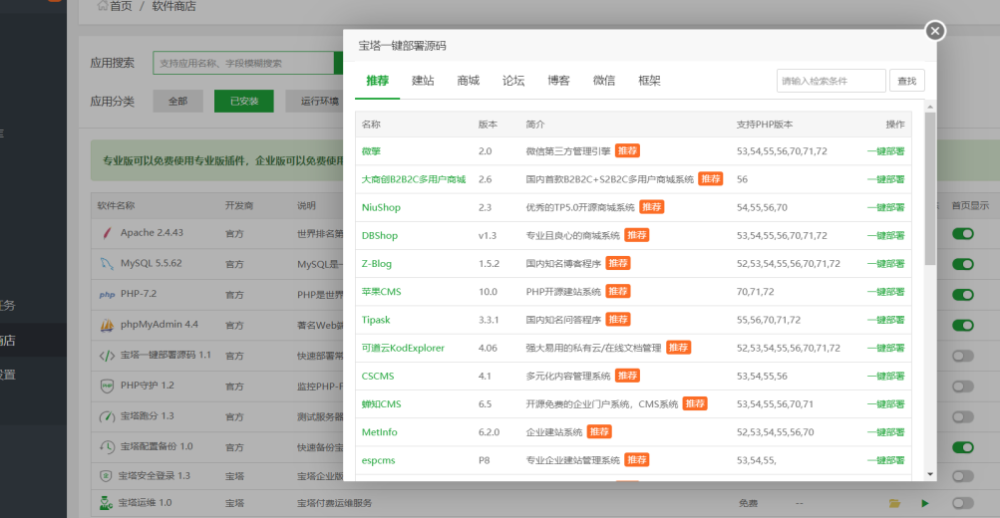 首页 / 软件商店
应用搜索 支持应用名称、字段模糊搜索
应用分类 全部 已安装 运行环境
专业版可以免费使用专业版插件，企业版可以免费使用
软件名称 开发商 说明 首页显示
Apache 2.4.43 官方 世界排名第
MySQL 5.5.62 官方 MySQL是一
php PHP-7.2 官方 PHP是世界
phpMyAdmin 4.4 官方 著名Web端
宝塔一键部署源码 1.1 官方 快速部署常
PHP守护 1.2 官方 监控PHP-F
宝塔跑分 1.3 官方 测试服务器
宝塔配置备份 1.0 官方 快速备份宝
宝塔安全登录 1.3 宝塔 宝塔企业版
宝塔运维 1.0 宝塔 宝塔付费运维服务 免费 --
任务
商店
设置
宝塔一键部署源码
推荐 建站 商城 论坛 博客 微信 框架 请输入检索条件 查找
名称 版本 简介 支持PHP版本 操作
微擎 2.0 微信第三方管理引擎 推荐 53,54,55,56,70,71,72 一键部署
大商创B2B2C多用户商城 2.6 国内首款B2B2C+S2B2C多用户商城系统 推荐 56 一键部署
NiuShop 2.3 优秀的TP5.0开源商城系统 推荐 54,55,56,70 一键部署
DBShop v1.3 专业且良心的商城系统 推荐 53,54,55,56,70,71,72 一键部署
Z-Blog 1.5.2 国内知名博客程序 推荐 52,53,54,55,56,70,71,72 一键部署
苹果CMS 10.0 PHP开源建站系统 推荐 70,71,72 一键部署
Tipask 3.3.1 国内知名问答程序 推荐 55,56,70,71,72 一键部署
可道云KodExplorer 4.06 强大易用的私有云/在线文档管理 推荐 52,53,54,55,56,70,71,72 一键部署
CSCMS 4.1 多元化内容管理系统 推荐 53,54,55,56 一键部署
蝉知CMS 6.5 开源免费的企业门户系统，CMS系统 推荐 53,54,55,56,70,71 一键部署
MetInfo 6.2.0 企业建站系统 推荐 52,53,54,55,56,70 一键部署
espcms P8 专业企业建站管理系统 推荐 53,54,55, 一键部署